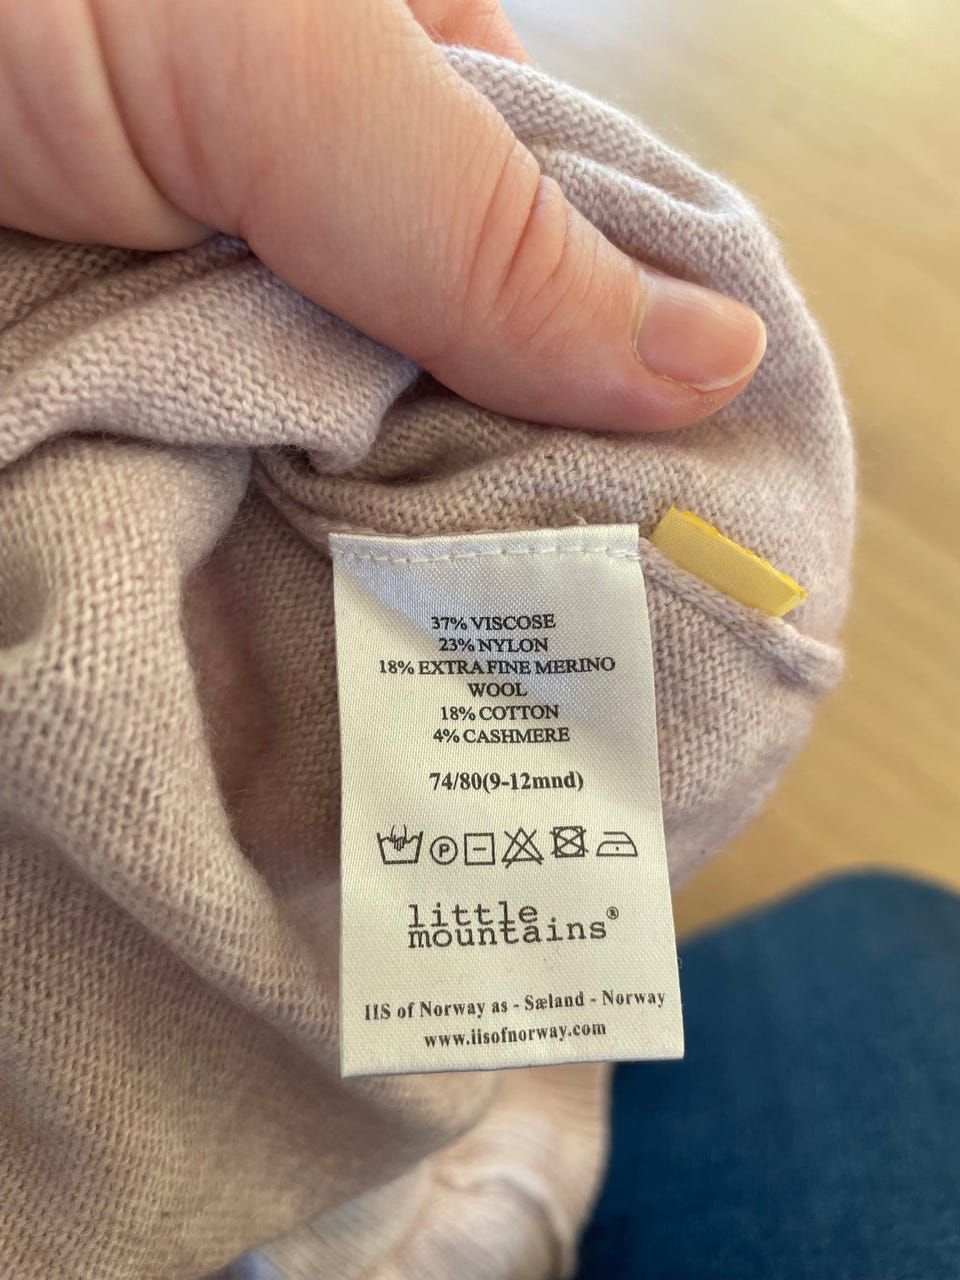 37% VISCOSE
23% NYLON
18% EXTRA FINE MERINO
WOOL
18% COTTON
4% CASHMERE
74/80(9-12mnd)
P
little
mountains®
IIS of Norway as - Sæland - Norway
www.iisofnorway.com